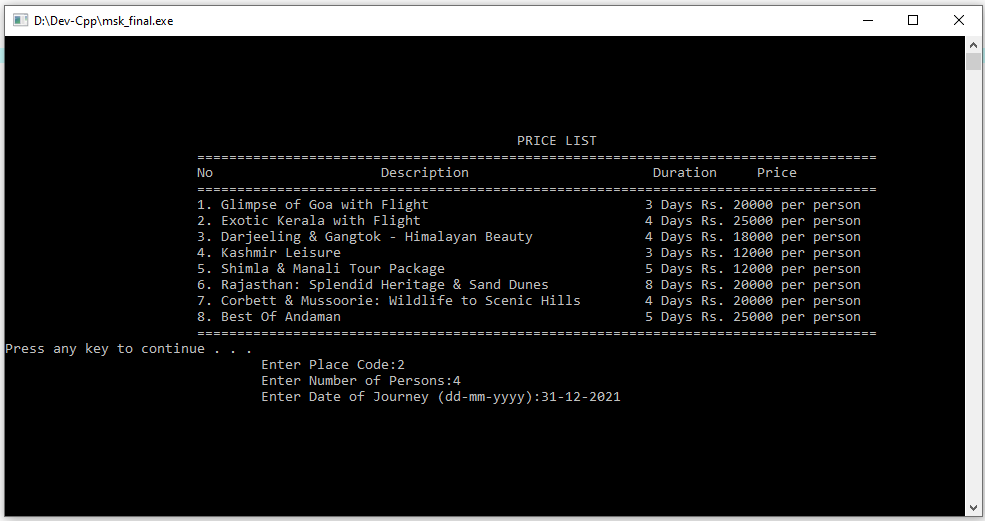 D:\Dev-Cpp\msk_final.exe
PRICE LIST
=====================================================================================
No Description Duration Price
=====================================================================================
1. Glimpse of Goa with Flight 3 Days Rs. 20000 per person
2. Exotic Kerala with Flight 4 Days Rs. 25000 per person
3. Darjeeling & Gangtok - Himalayan Beauty 4 Days Rs. 18000 per person
4. Kashmir Leisure 3 Days Rs. 12000 per person
5. Shimla & Manali Tour Package 5 Days Rs. 12000 per person
6. Rajasthan: Splendid Heritage & Sand Dunes 8 Days Rs. 20000 per person
7. Corbett & Mussoorie: Wildlife to Scenic Hills 4 Days Rs. 20000 per person
8. Best Of Andaman 5 Days Rs. 25000 per person
=====================================================================================
Press any key to continue . . .
Enter Place Code:2
Enter Number of Persons:4
Enter Date of Journey (dd-mm-yyyy):31-12-2021